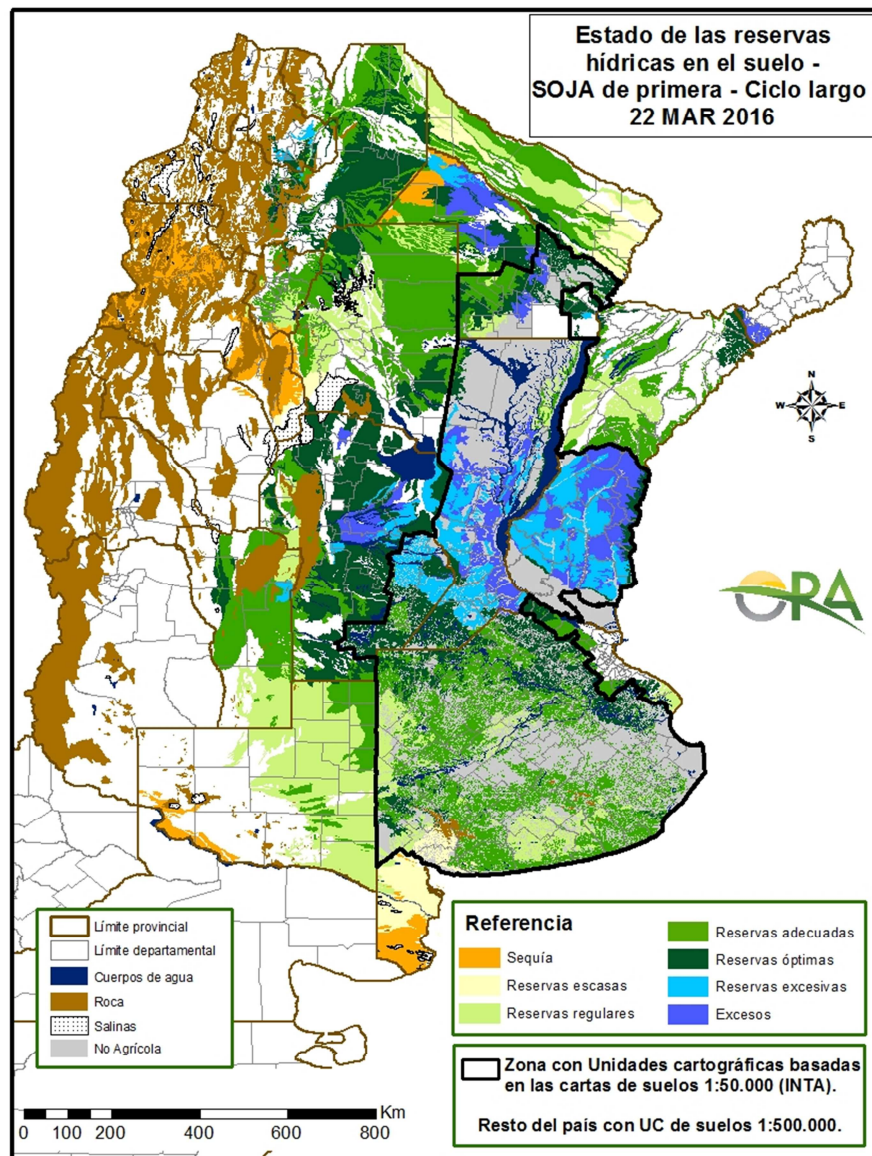 Estado de las reservas
hídricas en el suelo -
SOJA de primera - Ciclo largo
22 MAR 2016
N
W
E
S
ORA
Límite provincial
Límite departamental
Cuerpos de agua
Roca
Salinas
No Agrícola
Referencia
Sequía
Reservas escasas
Reservas regulares
Reservas adecuadas
Reservas óptimas
Reservas excesivas
Excesos
Zona con Unidades cartográficas basadas
en las cartas de suelos 1:50.000 (INTA).
Resto del país con UC de suelos 1:500.000.
Km
0 100 200 400 600 800